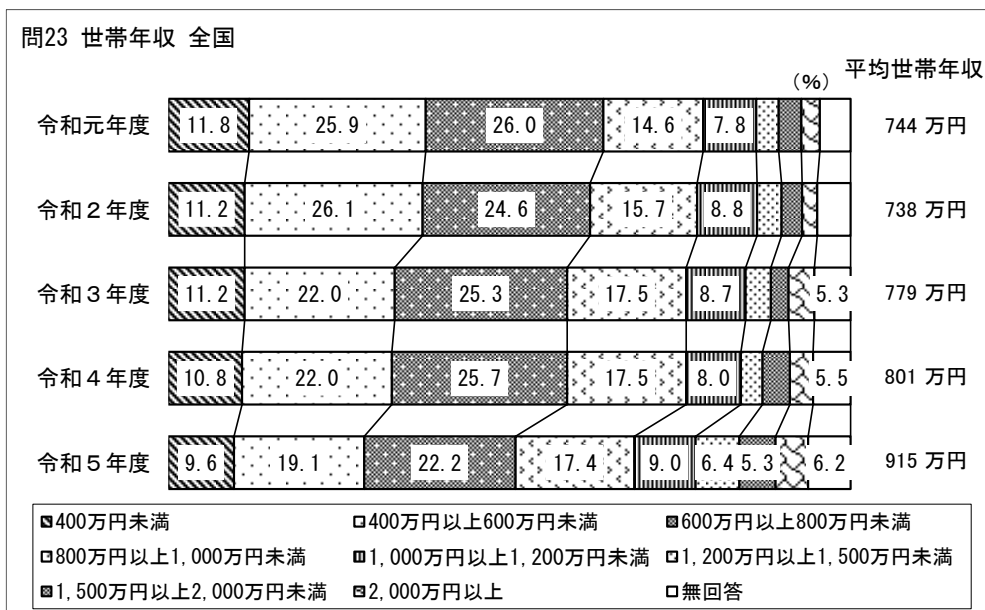 問23 世帯年収 全国
(%) 平均世帯年収
令和元年度 11.8 25.9 26.0 14.6 7.8 744 万円
令和２年度 11.2 26.1 24.6 15.7 8.8 738 万円
令和３年度 11.2 22.0 25.3 17.5 8.7 5.3 779 万円
令和４年度 10.8 22.0 25.7 17.5 8.0 5.5 801 万円
令和５年度 9.6 19.1 22.2 17.4 9.0 6.4 5.3 6.2 915 万円
400万円未満 400万円以上600万円未満 600万円以上800万円未満
800万円以上1,000万円未満 1,000万円以上1,200万円未満 1,200万円以上1,500万円未満
1,500万円以上2,000万円未満 2,000万円以上 無回答